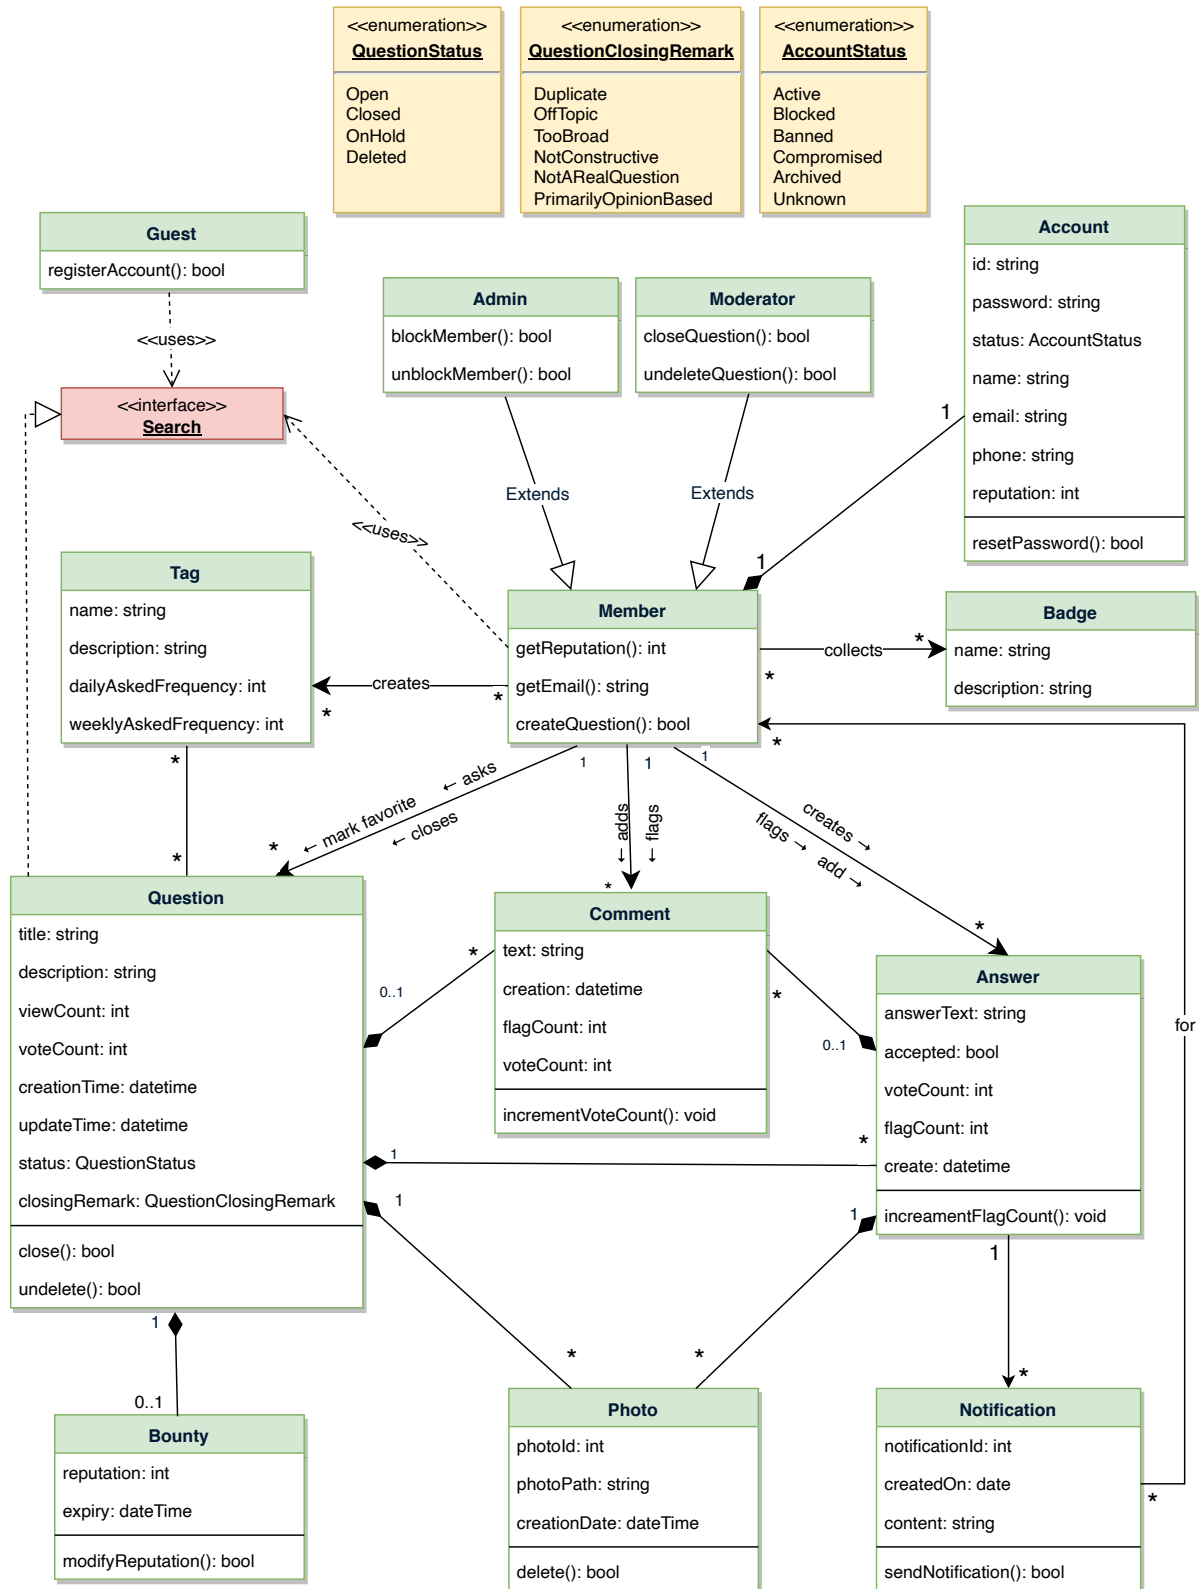 <<enumeration>>
QuestionStatus
Open
Closed
OnHold
Deleted
<<enumeration>>
QuestionClosingRemark
Duplicate
OffTopic
TooBroad
NotConstructive
NotARealQuestion
PrimarilyOpinionBased
<<enumeration>>
AccountStatus
Active
Blocked
Banned
Compromised
Archived
Unknown
Guest
registerAccount(): bool
<<uses>>
<<interface>>
Search
<<uses>>
Admin
blockMember(): bool
unblockMember(): bool
Extends
Moderator
closeQuestion(): bool
undeleteQuestion(): bool
Extends
Account
id: string
password: string
status: AccountStatus
name: string
email: string
phone: string
reputation: int
resetPassword(): bool
1
1
Tag
name: string
description: string
dailyAskedFrequency: int
weeklyAskedFrequency: int
*
creates
*
Member
getReputation(): int
getEmail(): string
createQuestion(): bool
collects
*
*
Badge
name: string
description: string
*
*
*
1
← asks
← mark favorite
← closes
*
1
← adds
← flags
*
1
creates →
flags →
add →
*
for
Question
title: string
description: string
viewCount: int
voteCount: int
creationTime: datetime
updateTime: datetime
status: QuestionStatus
closingRemark: QuestionClosingRemark
close(): bool
undelete(): bool
*
0..1
Comment
text: string
creation: datetime
flagCount: int
voteCount: int
incrementVoteCount(): void
*
0..1
Answer
answerText: string
accepted: bool
voteCount: int
flagCount: int
create: datetime
increamentFlagCount(): void
1
*
1
*
1
*
1
*
1
0..1
Bounty
reputation: int
expiry: dateTime
modifyReputation(): bool
Photo
photoId: int
photoPath: string
creationDate: dateTime
delete(): bool
Notification
notificationId: int
createdOn: date
content: string
sendNotification(): bool
*